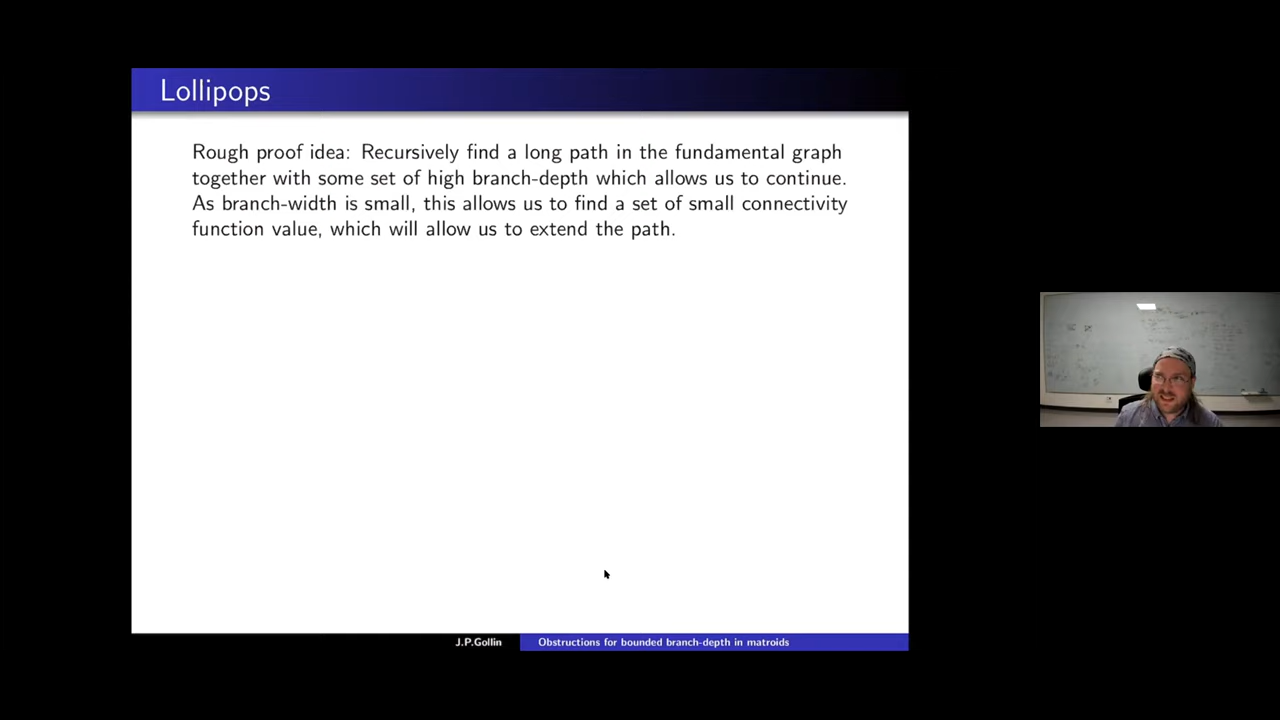 Lollipops
Rough proof idea: Recursively find a long path in the fundamental graph
together with some set of high branch-depth which allows us to continue.
As branch-width is small, this allows us to find a set of small connectivity
function value, which will allow us to extend the path.
J.P.Gollin
Obstructions for bounded branch-depth in matroids